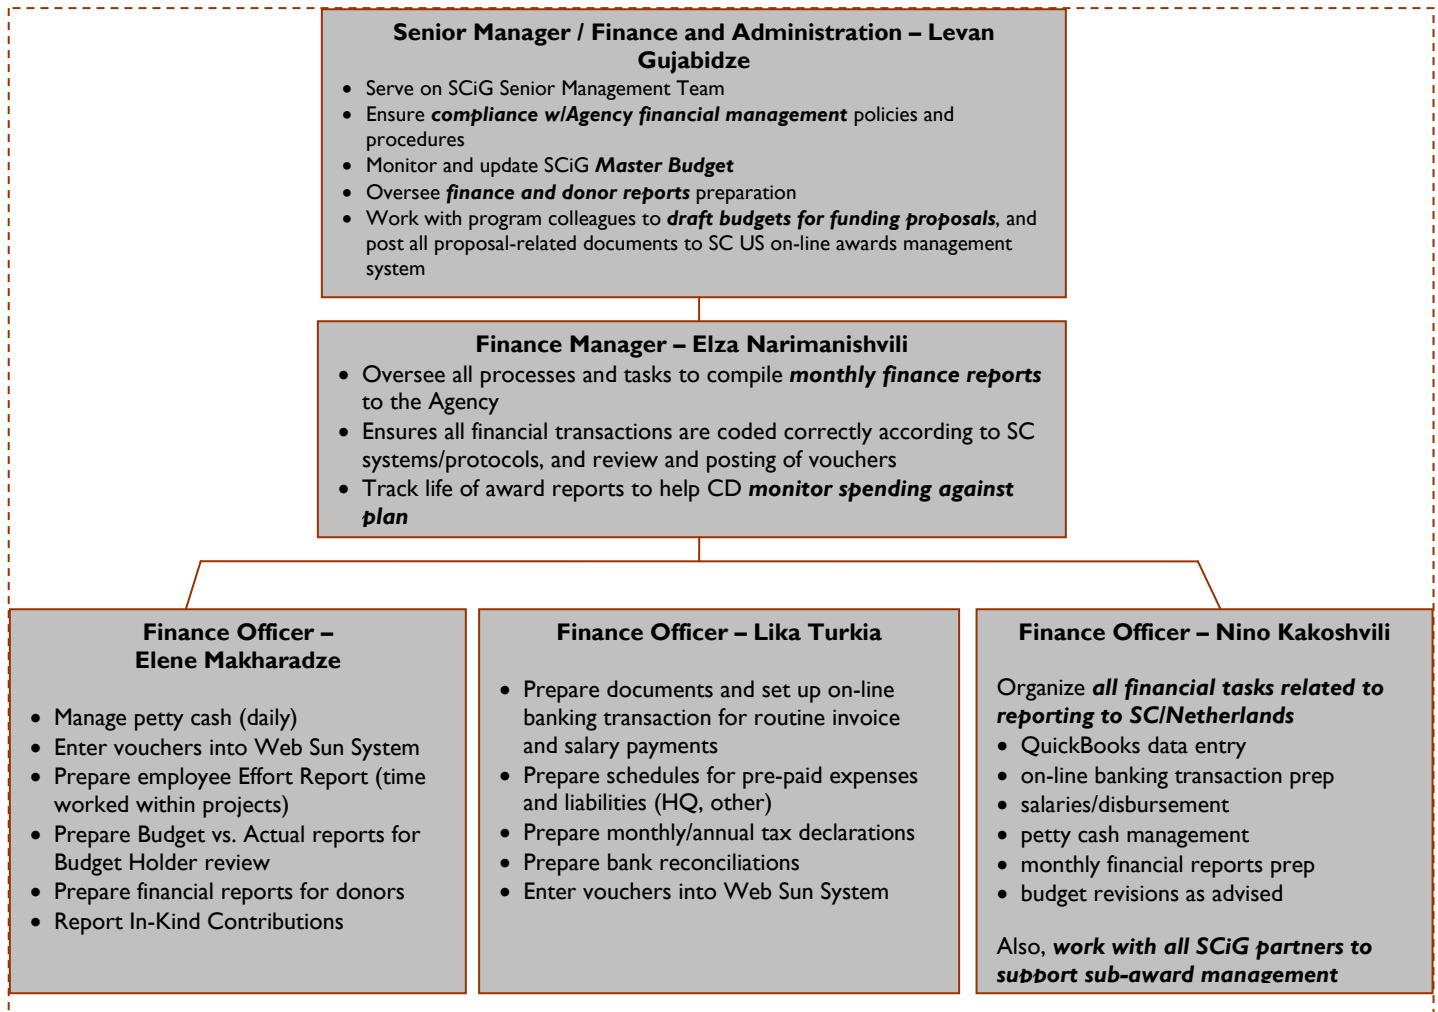 Senior Manager / Finance and Administration – Levan
Gujabidze
• Serve on SCiG Senior Management Team
• Ensure compliance w/Agency financial management policies and
procedures
• Monitor and update SCiG Master Budget
• Oversee finance and donor reports preparation
• Work with program colleagues to draft budgets for funding proposals, and
post all proposal-related documents to SC US on-line awards management
system
Finance Manager – Elza Narimanishvili
• Oversee all processes and tasks to compile monthly finance reports
to the Agency
• Ensures all financial transactions are coded correctly according to SC
systems/protocols, and review and posting of vouchers
• Track life of award reports to help CD monitor spending against
plan
Finance Officer –
Elene Makharadze
• Manage petty cash (daily)
• Enter vouchers into Web Sun System
• Prepare employee Effort Report (time
worked within projects)
• Prepare Budget vs. Actual reports for
Budget Holder review
• Prepare financial reports for donors
• Report In-Kind Contributions
Finance Officer – Lika Turkia
• Prepare documents and set up on-line
banking transaction for routine invoice
and salary payments
• Prepare schedules for pre-paid expenses
and liabilities (HQ, other)
• Prepare monthly/annual tax declarations
• Prepare bank reconciliations
• Enter vouchers into Web Sun System
Finance Officer – Nino Kakoshvili
Organize all financial tasks related to
reporting to SC/Netherlands
• QuickBooks data entry
• on-line banking transaction prep
• salaries/disbursement
• petty cash management
• monthly financial reports prep
• budget revisions as advised
Also, work with all SCiG partners to
support sub-award management